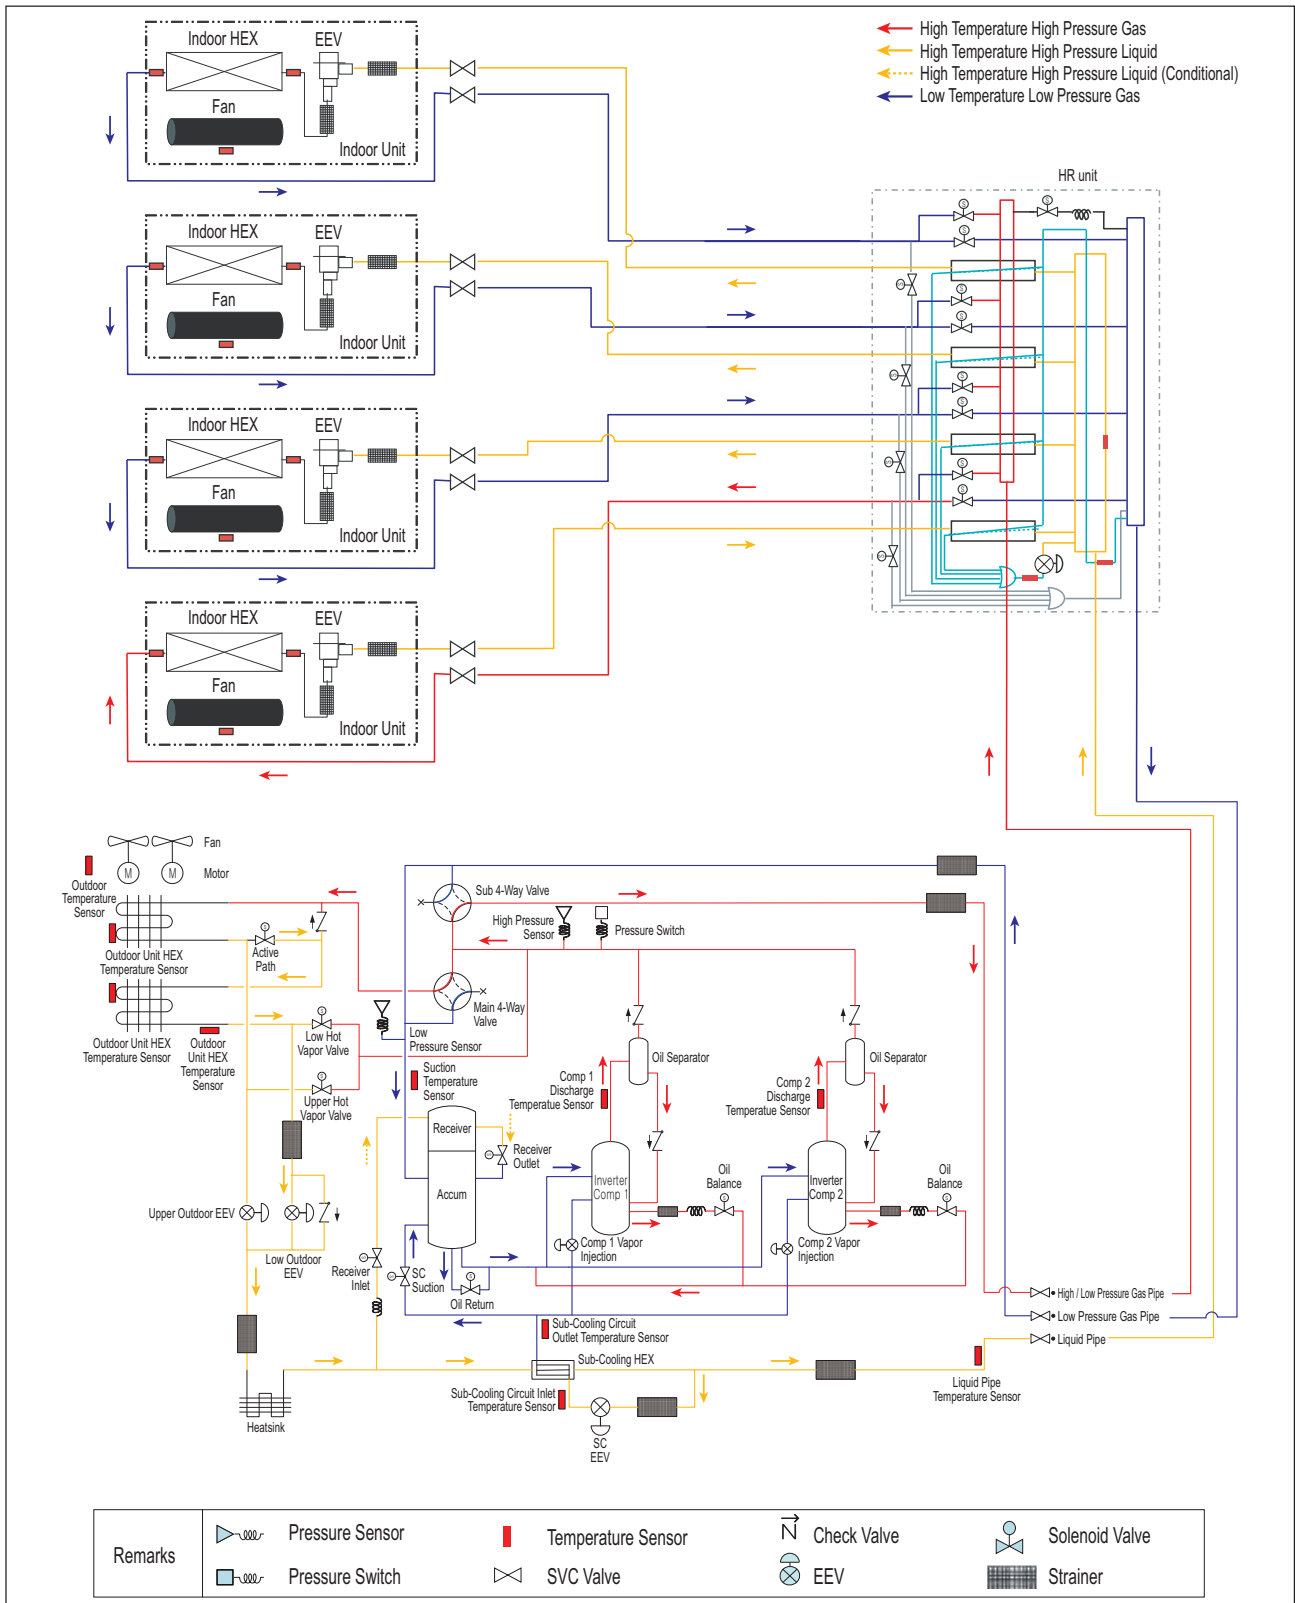 High Temperature High Pressure Gas
High Temperature High Pressure Liquid
High Temperature High Pressure Liquid (Conditional)
Low Temperature Low Pressure Gas
Indoor HEX
EEV
Fan
Indoor Unit
HR unit
S
S
S
S
S
S
S
S
S
S
S
S
S
Indoor HEX
EEV
Fan
Indoor Unit
Indoor HEX
EEV
Fan
Indoor Unit
Indoor HEX
EEV
Fan
Indoor Unit
Fan
M
M
Motor
Outdoor
Temperature
Sensor
Outdoor Unit HEX
Temperature Sensor
S
Active
Path
Outdoor Unit HEX
Temperature Sensor
Outdoor
Unit HEX
Temperature
Sensor
S
Low Hot
Vapor Valve
S
Upper Hot
Vapor Valve
Sub 4-Way Valve
High Pressure
Sensor
Pressure Switch
Main 4-Way
Valve
Low
Pressure Sensor
Suction
Temperature
Sensor
Oil Separator
Oil Separator
Comp 1
Discharge
Temperatue Sensor
Comp 2
Discharge
Temperatue Sensor
Receiver
S
Receiver
Outlet
Accum
Inverter
Comp 1
Oil
Balance
S
Inverter
Comp 2
Oil
Balance
S
Upper Outdoor EEV
Low Outdoor
EEV
S
Receiver
Inlet
S
SC
Suction
S
Oil Return
Comp 1 Vapor
Injection
Comp 2 Vapor
Injection
High / Low Pressure Gas Pipe
Low Pressure Gas Pipe
Liquid Pipe
Sub-Cooling Circuit
Outlet Temperature Sensor
Sub-Cooling HEX
Sub-Cooling Circuit Inlet
Temperature Sensor
SC
EEV
Liquid Pipe
Temperature Sensor
Heatsink
Remarks
Pressure Sensor
Temperature Sensor
Check Valve
Solenoid Valve
Pressure Switch
SVC Valve
EEV
Strainer